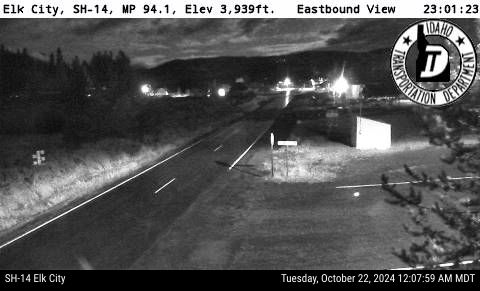 Elk City, SH-14, MP 94.1, Elev 3,939ft. Eastbound View 23:01:23
IDAHO
TRANSPORTATION DEPARTMENT
SH-14 Elk City Tuesday, October 22, 2024 12:07:59 AM MDT